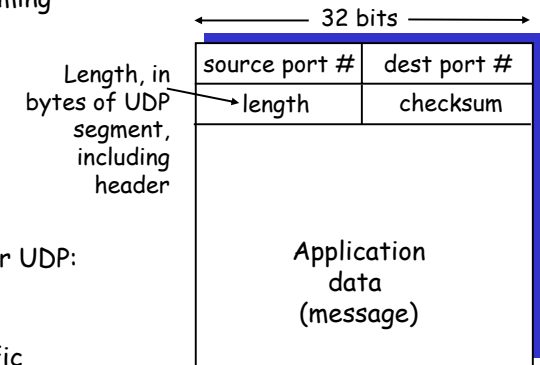 32 bits
source port # dest port #
Length, in
bytes of UDP
segment,
including
header
length checksum
UDP:
Application
data
(message)